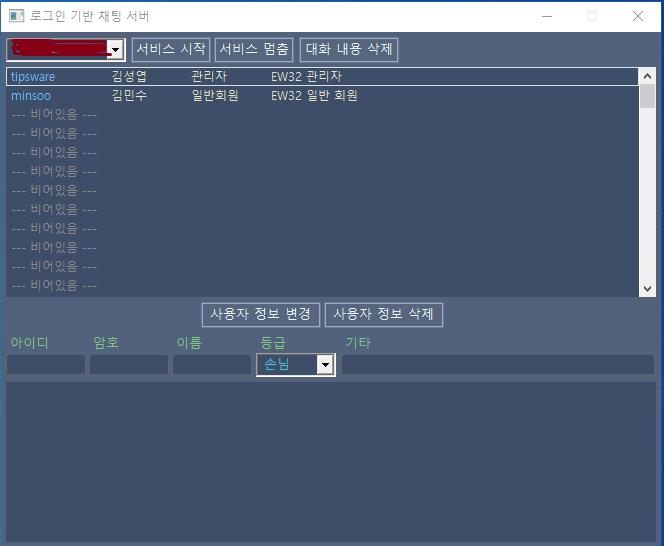 로그인 기반 채팅 서버
서비스 시작 서비스 멈춤 대화 내용 삭제
tipsware 김성엽 관리자 EW32 관리자
minsoo 김민수 일반회원 EW32 일반 회원
--- 비어있음 ---
--- 비어있음 ---
--- 비어있음 ---
--- 비어있음 ---
--- 비어있음 ---
--- 비어있음 ---
--- 비어있음 ---
--- 비어있음 ---
--- 비어있음 ---
--- 비어있음 ---
사용자 정보 변경 사용자 정보 삭제
아이디 암호 이름 등급 기타
손님